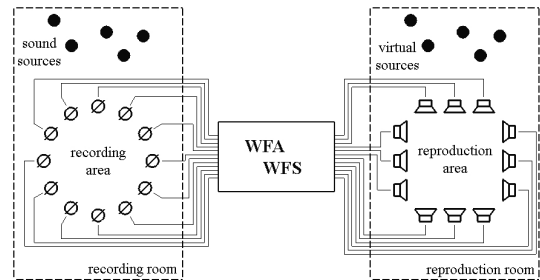 sound
sources
recording
area
recording room
WFA
WFS
virtual
sources
reproduction
area
reproduction room